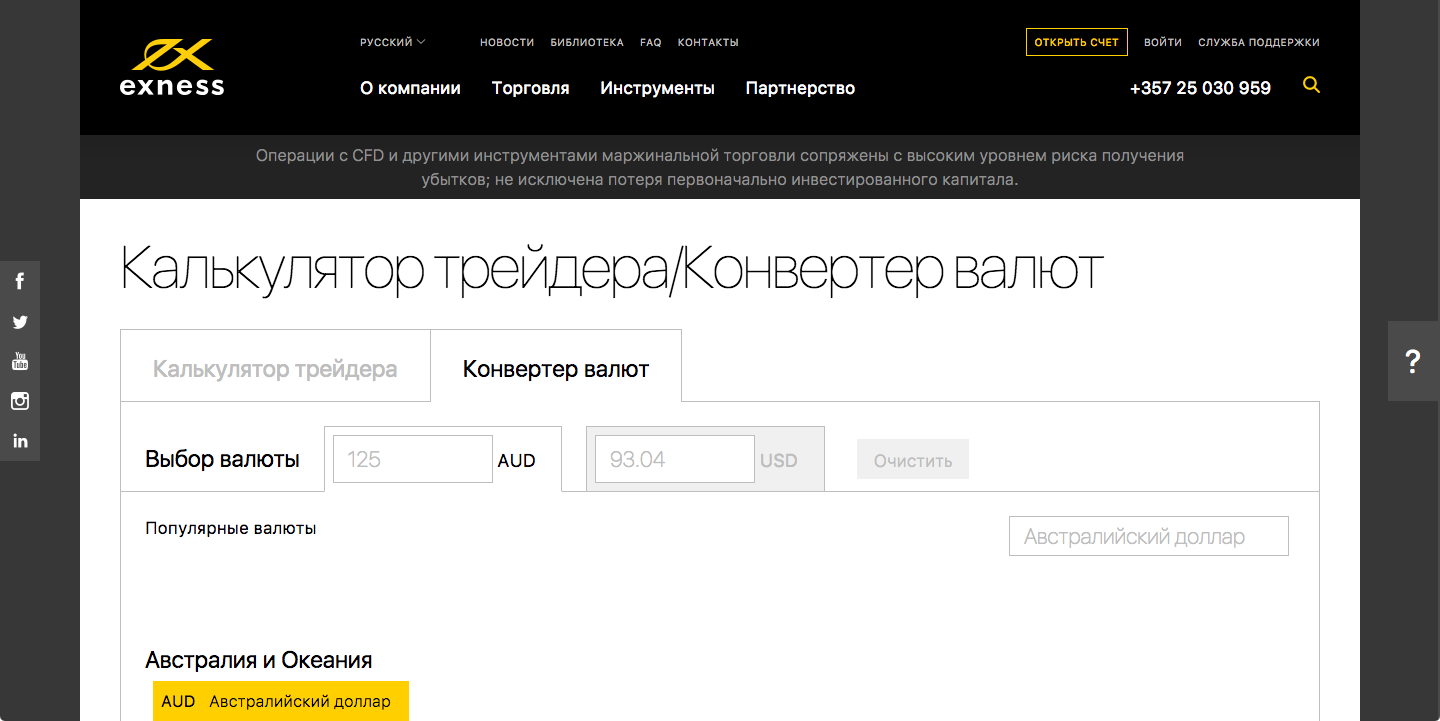 exness
РУССКИЙ
НОВОСТИ БИБЛИОТЕКА FAQ КОНТАКТЫ
ОТКРЫТЬ СЧЕТ ВОЙТИ СЛУЖБА ПОДДЕРЖКИ
О компании Торговля Инструменты Партнерство
+357 25 030 959
Операции с CFD и другими инструментами маржинальной торговли сопряжены с высоким уровнем риска получения
убытков; не исключена потеря первоначально инвестированного капитала.
Калькулятор трейдера/Конвертер валют
Калькулятор трейдера
Конвертер валют
Выбор валюты
125 AUD
93.04 USD
Очистить
Популярные валюты
Австралийский доллар
Австралия и Океания
AUD Австралийский доллар
You
Tube
in
?